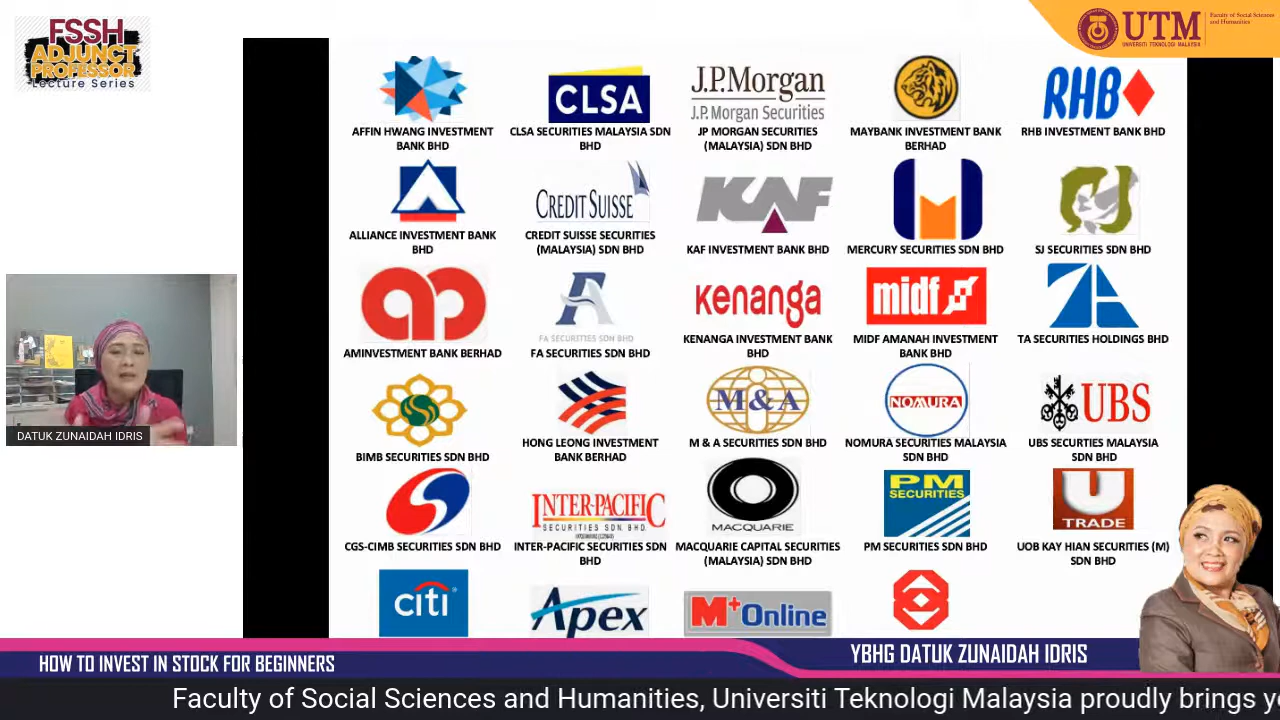 FSSH
ADJUNCT
PROFESSOR
Lecture Series
UTM
UNIVERSITI TEKNOLOGI MALAYSIA
Faculty of Social Sciences
and Humanities
CLSA
J.P.Morgan
J.P. Morgan Securities
RHB
AFFIN HWANG INVESTMENT
BANK BHD
CLSA SECURITIES MALAYSIA SDN
BHD
JP MORGAN SECURITIES
(MALAYSIA) SDN BHD
MAYBANK INVESTMENT BANK
BERHAD
RHB INVESTMENT BANK BHD
CREDIT SUISSE
KAF
ALLIANCE INVESTMENT BANK
BHD
CREDIT SUISSE SECURITIES
(MALAYSIA) SDN BHD
KAF INVESTMENT BANK BHD
MERCURY SECURITIES SDN BHD
SJ SECURITIES SDN BHD
FA SECURITIES SDN BHD
kenanga
midf
AMINVESTMENT BANK BERHAD
FA SECURITIES SDN BHD
KENANGA INVESTMENT BANK
BHD
MIDF AMANAH INVESTMENT
BANK BHD
TA SECURITIES HOLDINGS BHD
M&A
NOMURA
UBS
BIMB SECURITIES SDN BHD
HONG LEONG INVESTMENT
BANK BERHAD
M & A SECURITIES SDN BHD
NOMURA SECURITIES MALAYSIA
SDN BHD
UBS SECURTIES MALAYSIA
SDN BHD
INTER-PACIFIC
SECURITIES SDN. BHD.
MACQUARIE
PM
SECURITIES
U
TRADE
CGS-CIMB SECURITIES SDN BHD
INTER-PACIFIC SECURITIES SDN
BHD
MACQUARIE CAPITAL SECURITIES
(MALAYSIA) SDN BHD
PM SECURITIES SDN BHD
UOB KAY HIAN SECURITIES (M)
SDN BHD
citi
Apex
M+Online
DATUK ZUNAIDAH IDRIS
HOW TO INVEST IN STOCK FOR BEGINNERS
YBHG DATUK ZUNAIDAH IDRIS
Faculty of Social Sciences and Humanities, Universiti Teknologi Malaysia proudly brings